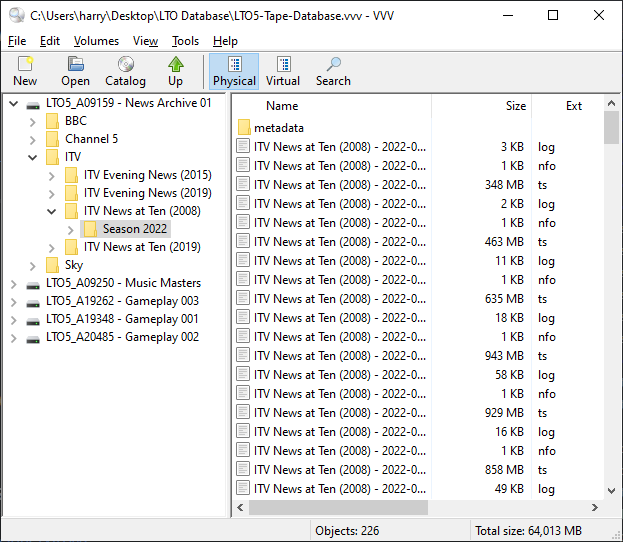 C:\Users\harry\Desktop\LTO Database\LTO5-Tape-Database.vvv - VVV
File Edit Volumes View Tools Help
New Open Catalog Up Physical Virtual Search
LTO5_A09159 - News Archive 01
BBC
Channel 5
ITV
ITV Evening News (2015)
ITV Evening News (2019)
ITV News at Ten (2008)
Season 2022
ITV News at Ten (2019)
Sky
LTO5_A09250 - Music Masters
LTO5_A19262 - Gameplay 003
LTO5_A19348 - Gameplay 001
LTO5_A20485 - Gameplay 002
Name Size Ext
metadata
ITV News at Ten (2008) - 2022-0... 3 KB log
ITV News at Ten (2008) - 2022-0... 1 KB nfo
ITV News at Ten (2008) - 2022-0... 348 MB ts
ITV News at Ten (2008) - 2022-0... 2 KB log
ITV News at Ten (2008) - 2022-0... 1 KB nfo
ITV News at Ten (2008) - 2022-0... 463 MB ts
ITV News at Ten (2008) - 2022-0... 11 KB log
ITV News at Ten (2008) - 2022-0... 1 KB nfo
ITV News at Ten (2008) - 2022-0... 635 MB ts
ITV News at Ten (2008) - 2022-0... 18 KB log
ITV News at Ten (2008) - 2022-0... 1 KB nfo
ITV News at Ten (2008) - 2022-0... 943 MB ts
ITV News at Ten (2008) - 2022-0... 58 KB log
ITV News at Ten (2008) - 2022-0... 1 KB nfo
ITV News at Ten (2008) - 2022-0... 929 MB ts
ITV News at Ten (2008) - 2022-0... 16 KB log
ITV News at Ten (2008) - 2022-0... 1 KB nfo
ITV News at Ten (2008) - 2022-0... 858 MB ts
ITV News at Ten (2008) - 2022-0... 49 KB log
Objects: 226 Total size: 64,013 MB